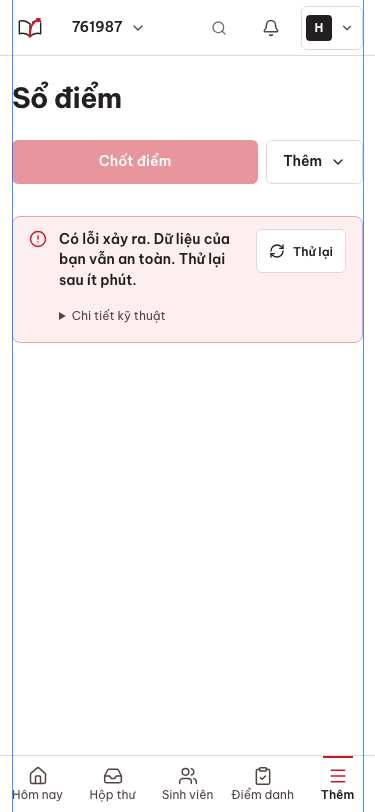 761987
H
Sổ điểm
Chốt điểm
Thêm
Có lỗi xảy ra. Dữ liệu của
bạn vẫn an toàn. Thử lại
sau ít phút.
Thử lại
Chi tiết kỹ thuật
Hôm nay
Hộp thư
Sinh viên
Điểm danh
Thêm